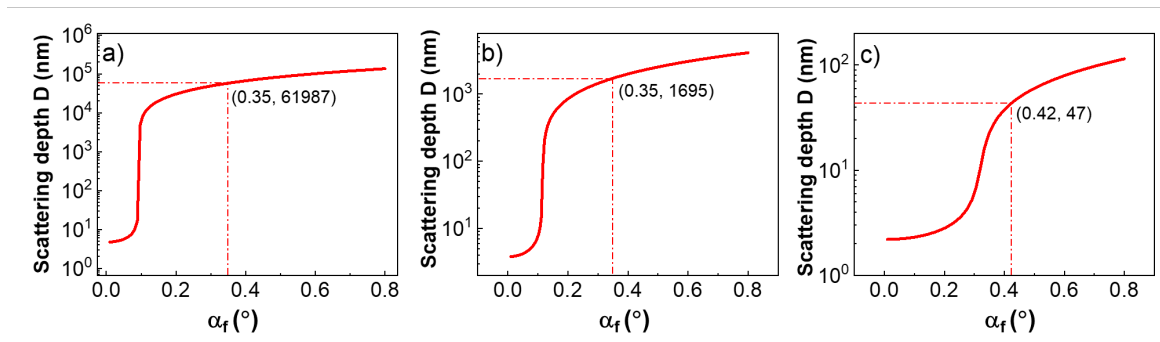 a)
Scattering depth D (nm)
10^6
10^5
10^4
10^3
10^2
10^1
10^0
(0.35, 61987)
0.0 0.2 0.4 0.6 0.8
α_f (°)
b)
Scattering depth D (nm)
10^3
10^2
10^1
(0.35, 1695)
0.0 0.2 0.4 0.6 0.8
α_f (°)
c)
Scattering depth D (nm)
10^2
10^1
10^0
(0.42, 47)
0.0 0.2 0.4 0.6 0.8
α_f (°)